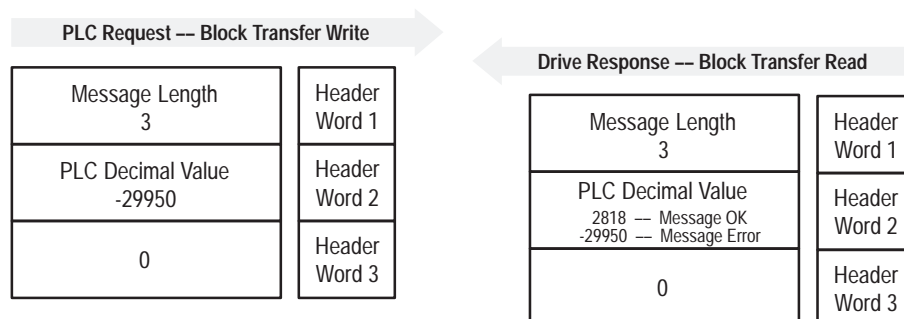 PLC Request –– Block Transfer Write
Message Length
3
Header
Word 1
PLC Decimal Value
-29950
Header
Word 2
0
Header
Word 3
Drive Response –– Block Transfer Read
Message Length
3
Header
Word 1
PLC Decimal Value
2818 –– Message OK
-29950 –– Message Error
Header
Word 2
0
Header
Word 3